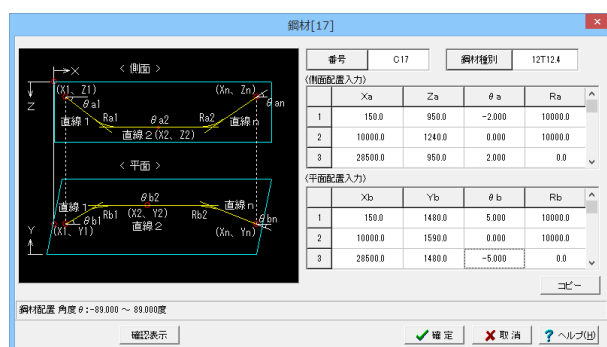 鋼材[17]
番号 C17 鋼材種別 12T12.4
〈側面配置入力〉
Xa Za θa Ra
1 150.0 950.0 -2.000 10000.0
2 10000.0 1240.0 0.000 10000.0
3 28500.0 950.0 2.000 0.0
〈平面配置入力〉
Xb Yb θb Rb
1 150.0 1480.0 5.000 10000.0
2 10000.0 1590.0 0.000 10000.0
3 28500.0 1480.0 -5.000 0.0
コピー
X
Z
〈 側面 〉
(X1, Z1)
θa1
(Xn, Zn)
θan
直線1
Ra1
θa2
Ra2
直線n
直線2(X2, Z2)
〈 平面 〉
直線1
θb1
Rb1
θb2
(X2, Y2)
Rb2
直線n
θbn
直線2
(X1, Y1)
(Xn, Yn)
Y
鋼材配置 角度θ:-89.000 ～ 89.000度
確認表示
確 定
取 消
ヘルプ(H)